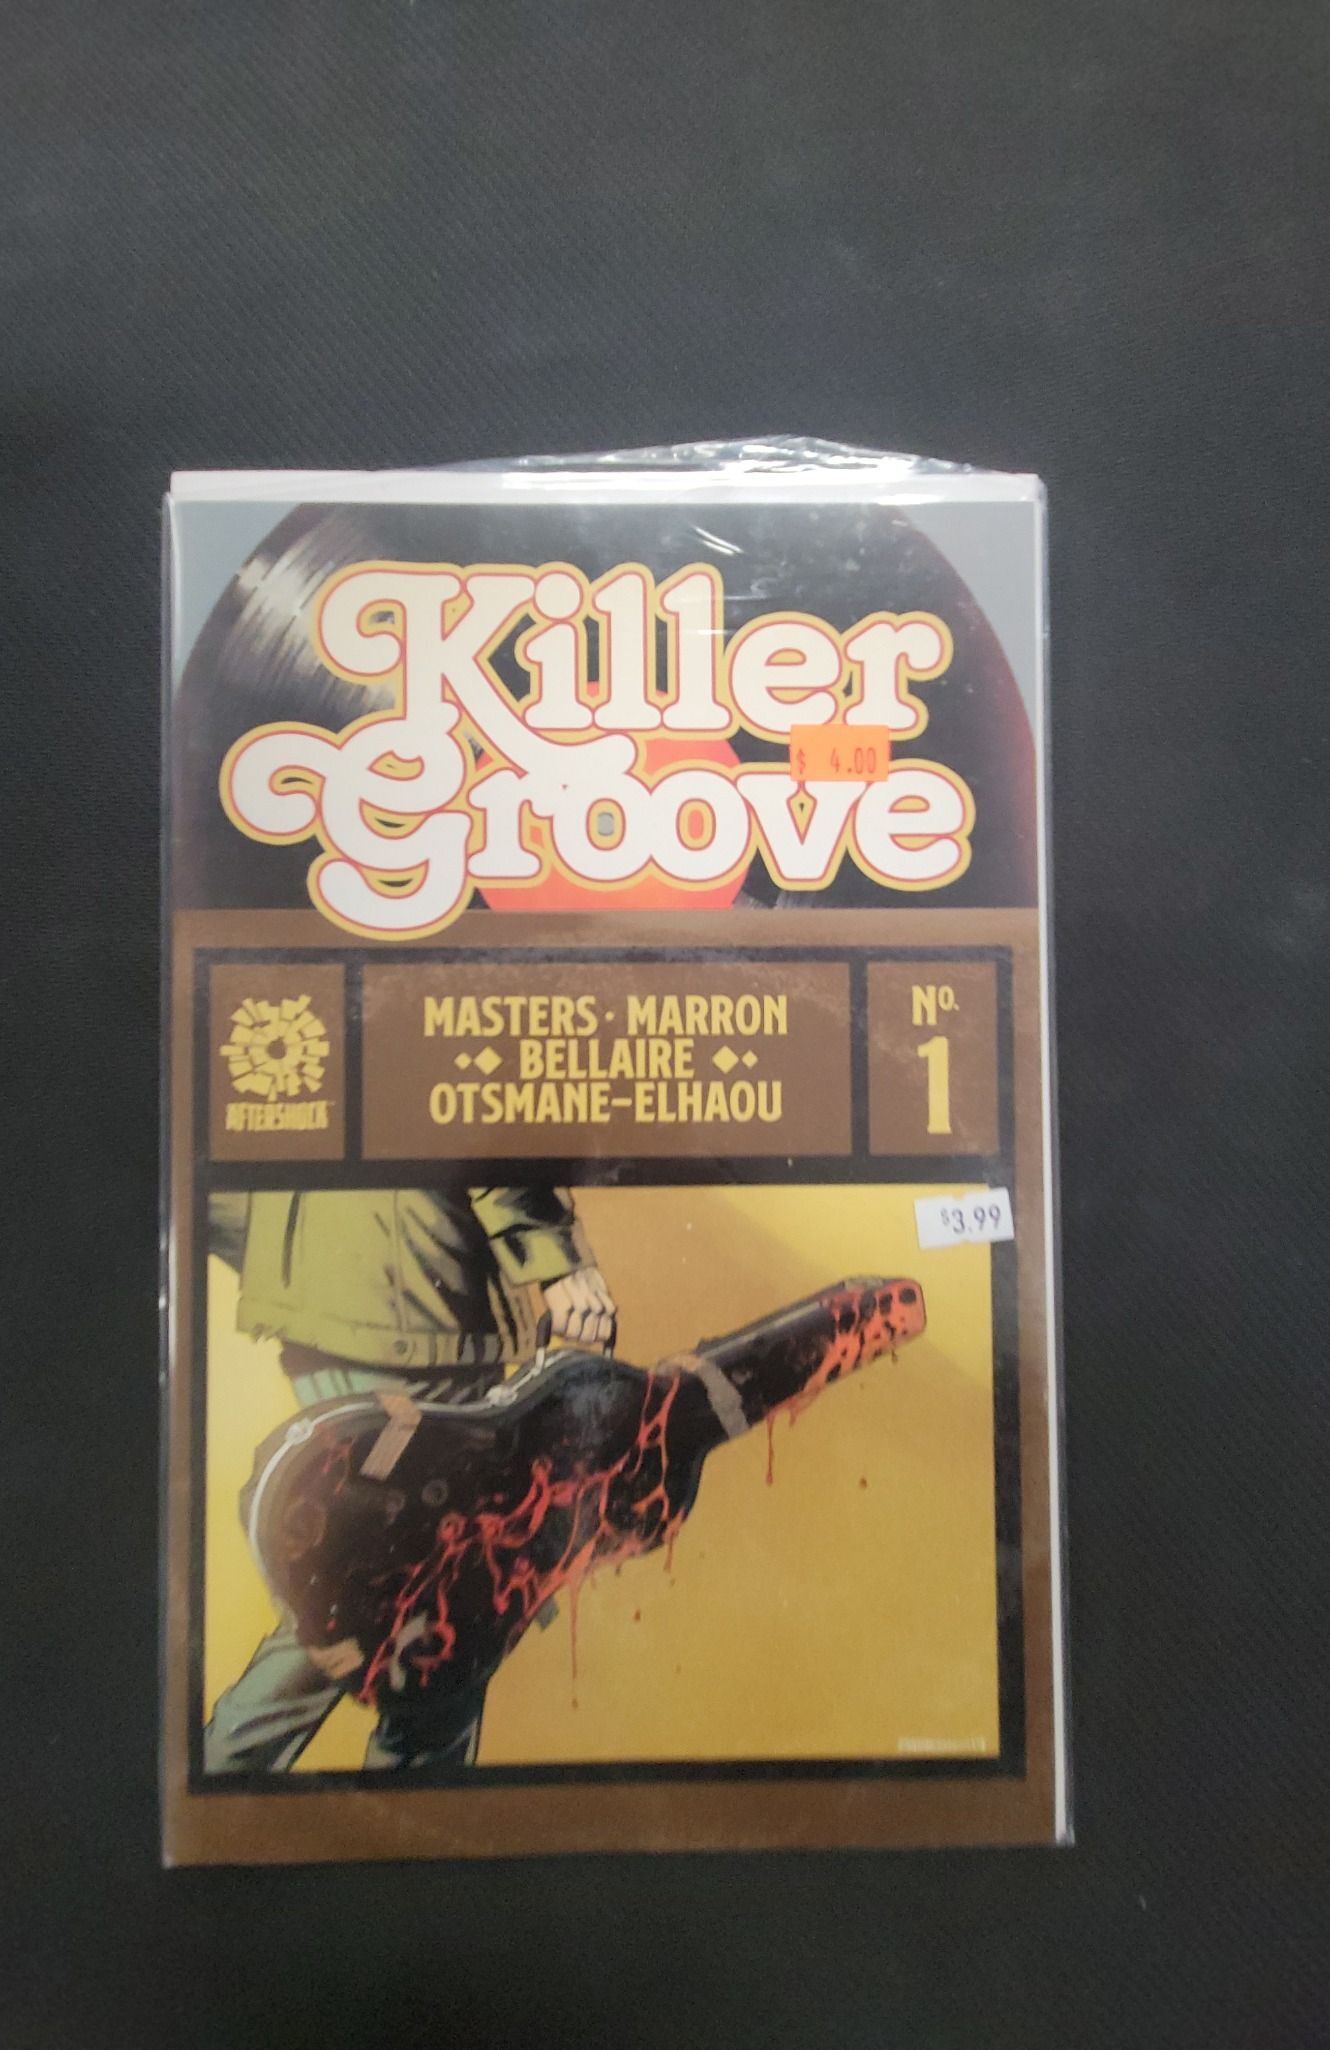 Killer
$ 4.00
Groove
AFTERSHOCK
MASTERS · MARRON
BELLAIRE
OTSMANE-ELHAOU
No.
1
$3.99